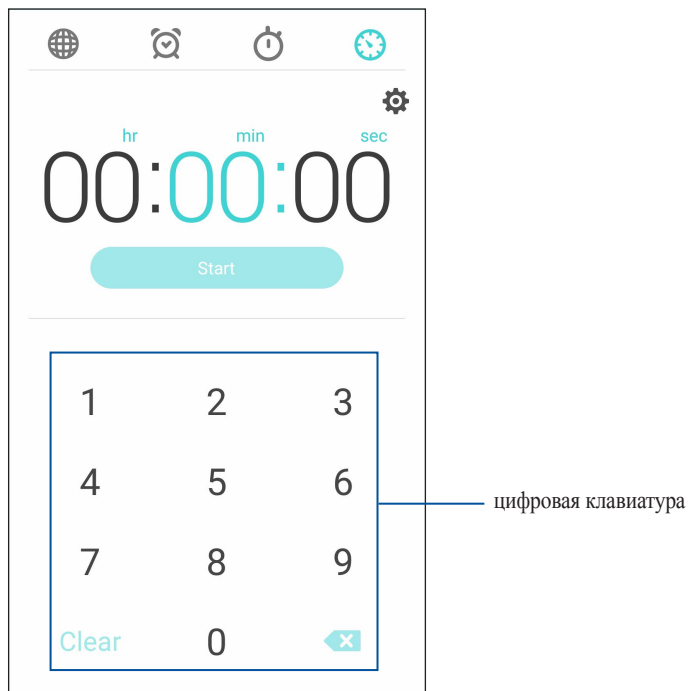 hr min sec
00:00:00
Start
1 2 3
4 5 6
цифровая клавиатура
7 8 9
Clear 0